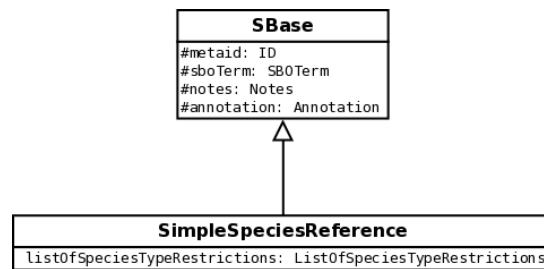 SBase
#metaid: ID
#sboTerm: SBOTerm
#notes: Notes
#annotation: Annotation
SimpleSpeciesReference
listOfSpeciesTypeRestrictions: ListOfSpeciesTypeRestrictions